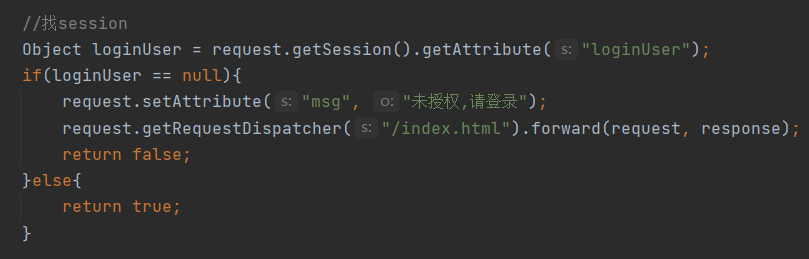 //找session
Object loginUser = request.getSession().getAttribute( s: "loginUser");
if(loginUser == null){
    request.setAttribute( s: "msg", o: "未授权,请登录");
    request.getRequestDispatcher( s: "/index.html").forward(request, response);
    return false;
}else{
    return true;
}